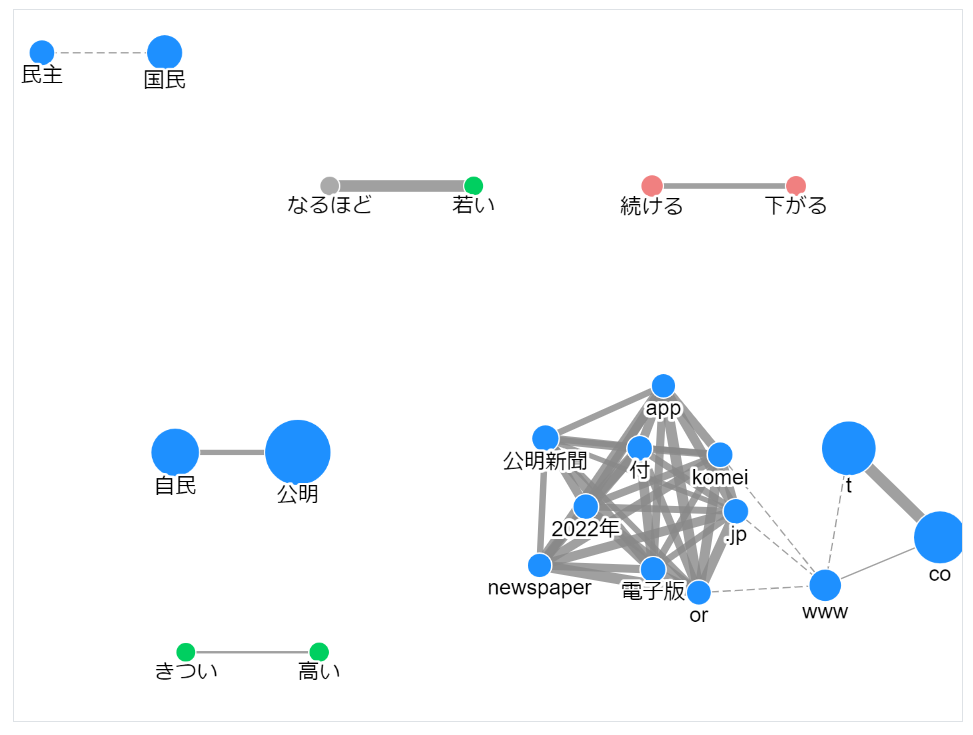 民主
国民
なるほど
若い
続ける
下がる
app
公明新聞
付
komei
自民
公明
t
2022年
.jp
co
newspaper
電子版
or
www
きつい
高い